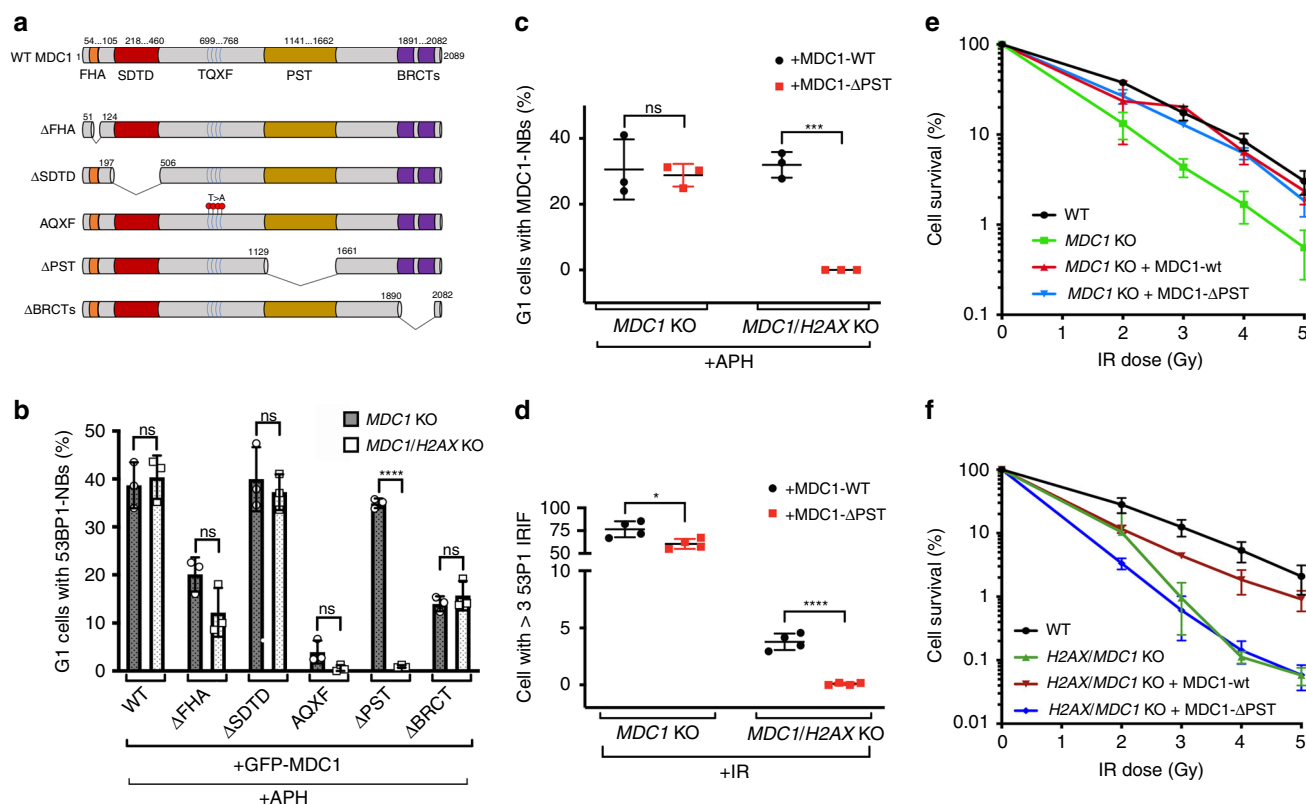 a
54...105 218...460 699...768 1141...1662 1891...2082
WT MDC1 1 2089
FHA SDTD TQXF PST BRCTs
51 124
ΔFHA
197 506
ΔSDTD
T>A
AQXF
1129 1661
ΔPST
1890 2082
ΔBRCTs
b
G1 cells with 53BP1-NBs (%)
50
40
30
20
10
0
MDC1 KO
MDC1/H2AX KO
ns ns ns ns **** ns
WT ΔFHA ΔSDTD AQXF ΔPST ΔBRCT
+GFP-MDC1
+APH
c
G1 cells with MDC1-NBs (%)
40
20
0
+MDC1-WT
+MDC1-ΔPST
ns ***
MDC1 KO MDC1/H2AX KO
+APH
d
Cell with > 3 53P1 IRIF
100
75
50
5
0
+MDC1-WT
+MDC1-ΔPST
* ****
MDC1 KO MDC1/H2AX KO
+IR
e
Cell survival (%)
100
10
1
0.1
WT
MDC1 KO
MDC1 KO + MDC1-wt
MDC1 KO + MDC1-ΔPST
0 1 2 3 4 5
IR dose (Gy)
f
Cell survival (%)
100
10
1
0.1
0.01
WT
H2AX/MDC1 KO
H2AX/MDC1 KO + MDC1-wt
H2AX/MDC1 KO + MDC1-ΔPST
0 1 2 3 4 5
IR dose (Gy)